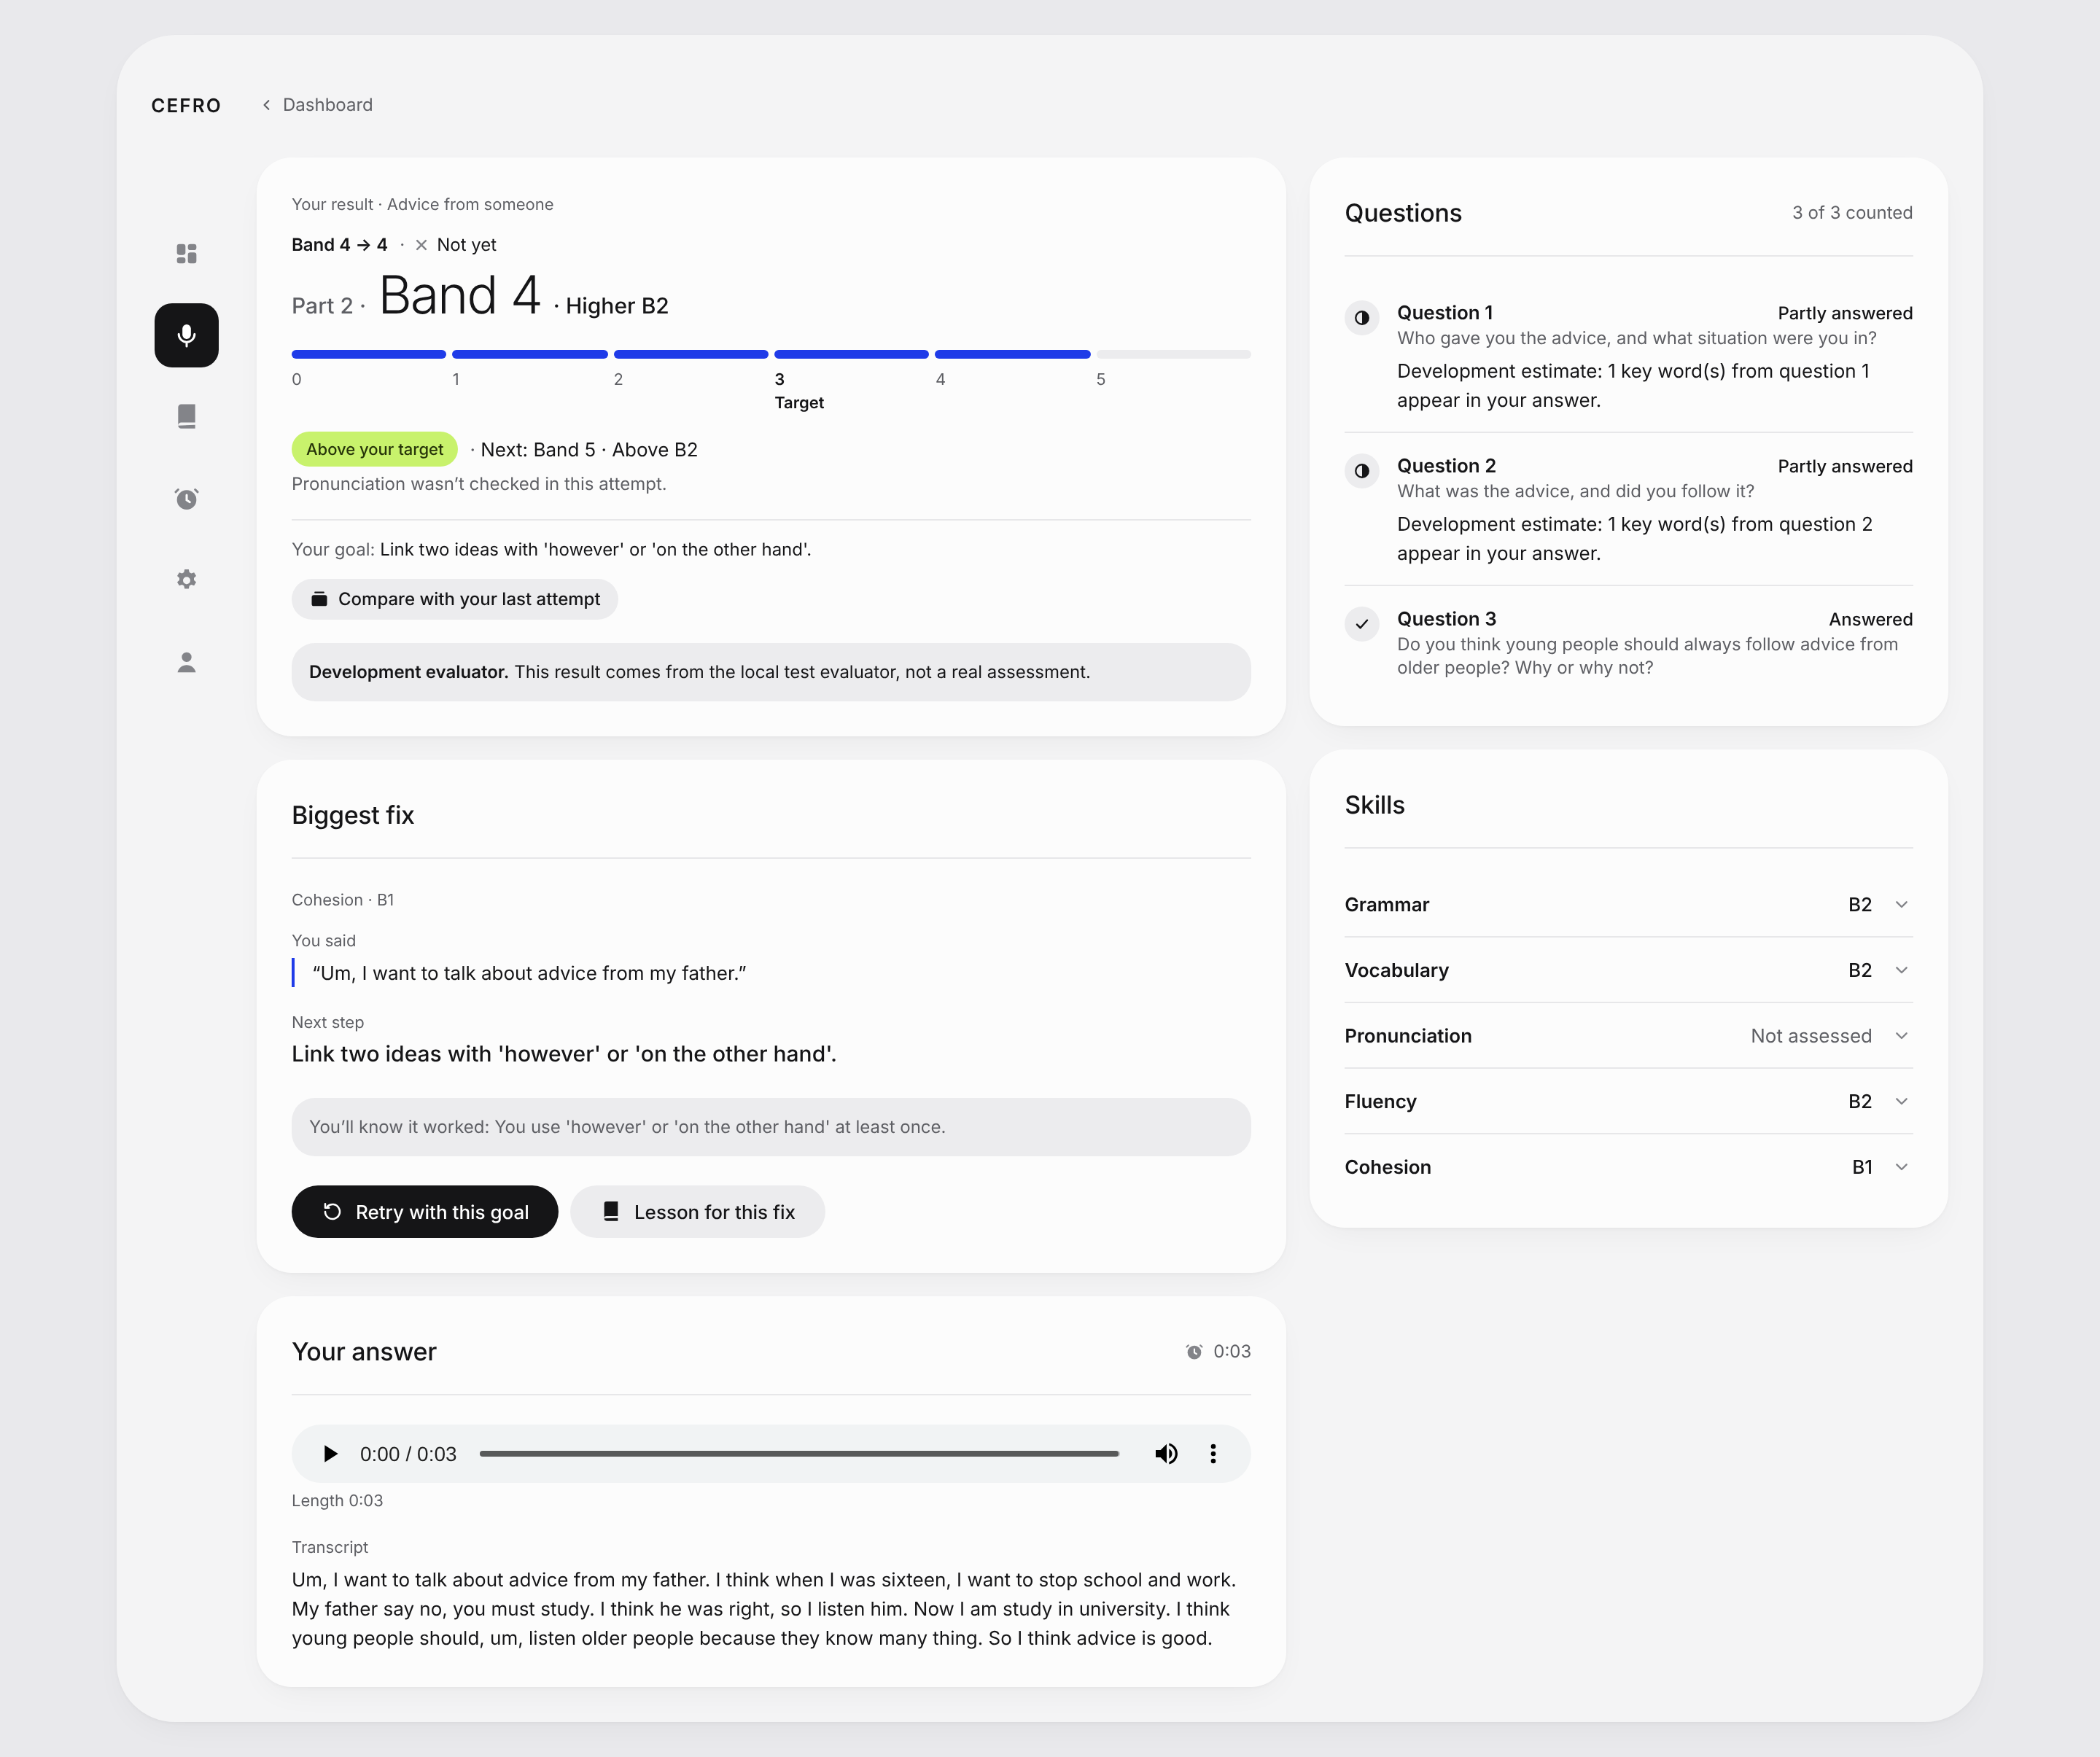 CEFRO
Dashboard
Your result · Advice from someone
Band 4 → 4 · × Not yet
Part 2 · Band 4 · Higher B2
0 1 2 3 4 5
Target
Above your target · Next: Band 5 · Above B2
Pronunciation wasn’t checked in this attempt.
Your goal: Link two ideas with 'however' or 'on the other hand'.
Compare with your last attempt
Development evaluator. This result comes from the local test evaluator, not a real assessment.
Biggest fix
Cohesion · B1
You said
“Um, I want to talk about advice from my father.”
Next step
Link two ideas with 'however' or 'on the other hand'.
You’ll know it worked: You use 'however' or 'on the other hand' at least once.
Retry with this goal
Lesson for this fix
Your answer
0:03
0:00 / 0:03
Length 0:03
Transcript
Um, I want to talk about advice from my father. I think when I was sixteen, I want to stop school and work.
My father say no, you must study. I think he was right, so I listen him. Now I am study in university. I think
young people should, um, listen older people because they know many thing. So I think advice is good.
Questions
3 of 3 counted
Question 1
Partly answered
Who gave you the advice, and what situation were you in?
Development estimate: 1 key word(s) from question 1
appear in your answer.
Question 2
Partly answered
What was the advice, and did you follow it?
Development estimate: 1 key word(s) from question 2
appear in your answer.
Question 3
Answered
Do you think young people should always follow advice from
older people? Why or why not?
Skills
Grammar B2
Vocabulary B2
Pronunciation Not assessed
Fluency B2
Cohesion B1